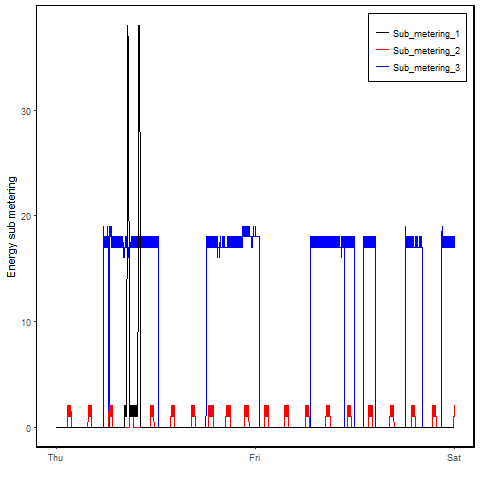 Sub_metering_1
Sub_metering_2
Sub_metering_3
30
20
10
0
Energy sub metering
Thu Fri Sat